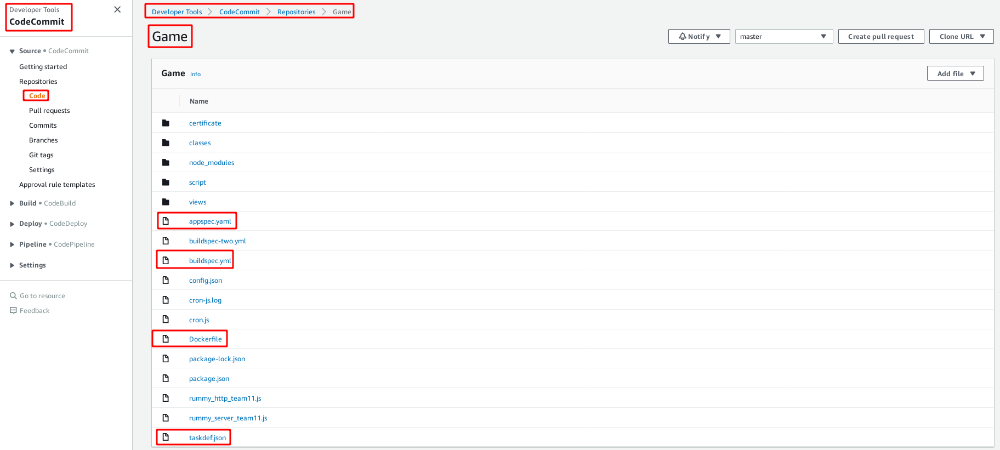 Developer Tools
CodeCommit
Source • CodeCommit
Getting started
Repositories
Code
Pull requests
Commits
Branches
Git tags
Settings
Approval rule templates
Build • CodeBuild
Deploy • CodeDeploy
Pipeline • CodePipeline
Settings
Go to resource
Feedback
Developer Tools CodeCommit Repositories Game
Game
Notify master Create pull request Clone URL
Game Info Add file
Name
certificate
classes
node_modules
script
views
appspec.yaml
buildspec-two.yml
buildspec.yml
config.json
cron-js.log
cron.js
Dockerfile
package-lock.json
package.json
rummy_http_team11.js
rummy_server_team11.js
taskdef.json